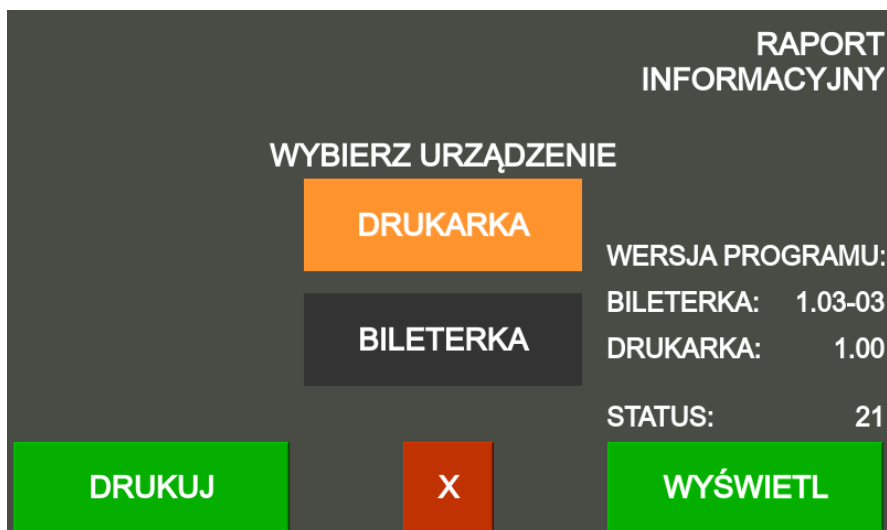 RAPORT
INFORMACYJNY
WYBIERZ URZĄDZENIE
DRUKARKA
BILETERKA
WERSJA PROGRAMU:
BILETERKA: 1.03-03
DRUKARKA: 1.00
STATUS: 21
DRUKUJ
X
WYŚWIETL